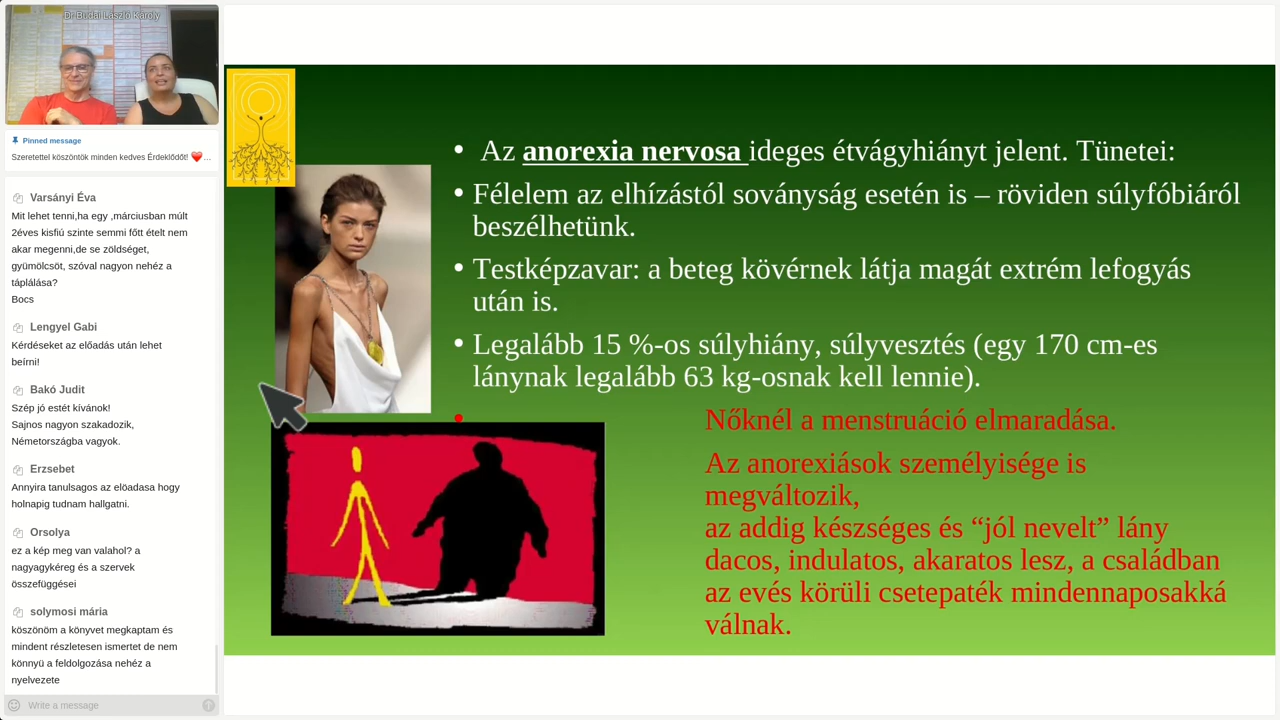 Dr Budai László Károly
Pinned message
Szeretettel köszöntök minden kedves Érdeklődőt! ❤️...
Varsányi Éva
Mit lehet tenni,ha egy ,márciusban múlt
2éves kisfiú szinte semmi főtt ételt nem
akar megenni,de se zöldséget,
gyümölcsöt, szóval nagyon nehéz a
táplálása?
Bocs
Lengyel Gabi
Kérdéseket az előadás után lehet
beírni!
Bakó Judit
Szép jó estét kívánok!
Sajnos nagyon szakadozik,
Németországba vagyok.
Erzsebet
Annyira tanulsagos az elöadasa hogy
holnapig tudnam hallgatni.
Orsolya
ez a kép meg van valahol? a
nagyagykéreg és a szervek
összefüggései
solymosi mária
köszönöm a könyvet megkaptam és
mindent részletesen ismertet de nem
könnyü a feldolgozása nehéz a
nyelvezete
Write a message
• Az anorexia nervosa ideges étvágyhiányt jelent. Tünetei:
• Félelem az elhízástól soványság esetén is – röviden súlyfóbiáról
beszélhetünk.
• Testképzavar: a beteg kövérnek látja magát extrém lefogyás
után is.
• Legalább 15 %-os súlyhiány, súlyvesztés (egy 170 cm-es
lánynak legalább 63 kg-osnak kell lennie).
• Nőknél a menstruáció elmaradása.
Az anorexiások személyisége is
megváltozik,
az addig készséges és “jól nevelt” lány
dacos, indulatos, akaratos lesz, a családban
az evés körüli csetepaték mindennaposakká
válnak.